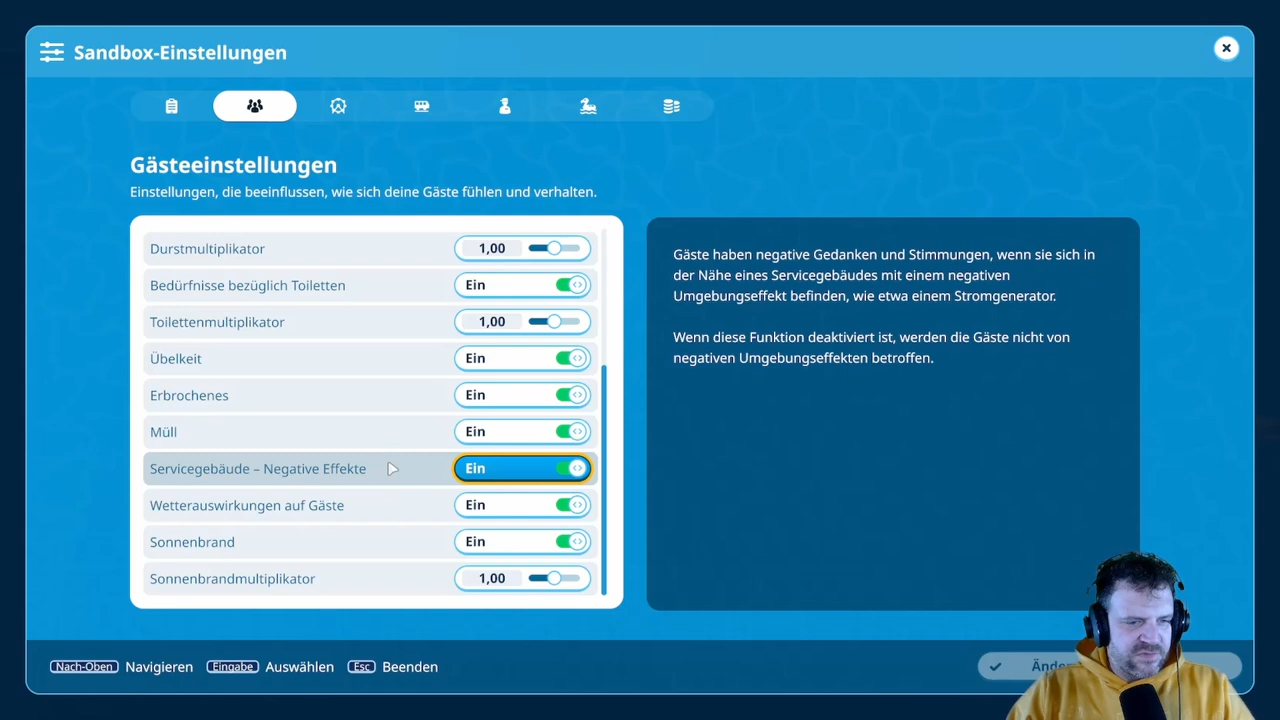 Sandbox-Einstellungen
Gästeeinstellungen
Einstellungen, die beeinflussen, wie sich deine Gäste fühlen und verhalten.
Durstmultiplikator 1,00
Bedürfnisse bezüglich Toiletten Ein
Toilettenmultiplikator 1,00
Übelkeit Ein
Erbrochenes Ein
Müll Ein
Servicegebäude – Negative Effekte Ein
Wetterauswirkungen auf Gäste Ein
Sonnenbrand Ein
Sonnenbrandmultiplikator 1,00
Gäste haben negative Gedanken und Stimmungen, wenn sie sich in
der Nähe eines Servicegebäudes mit einem negativen
Umgebungseffekt befinden, wie etwa einem Stromgenerator.
Wenn diese Funktion deaktiviert ist, werden die Gäste nicht von
negativen Umgebungseffekten betroffen.
Nach-Oben Navigieren Eingabe Auswählen Esc Beenden